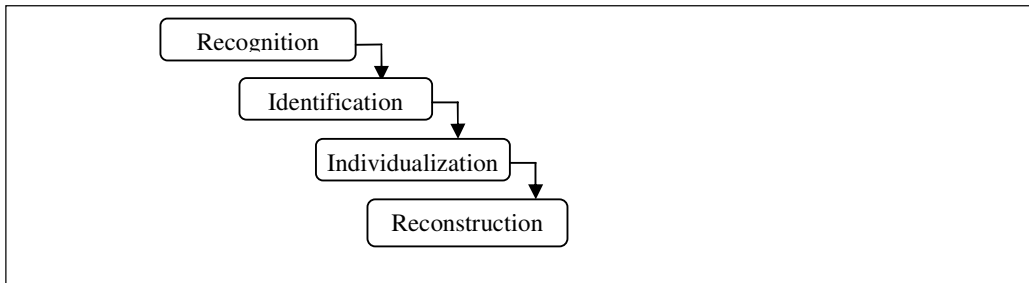 Recognition
Identification
Individualization
Reconstruction